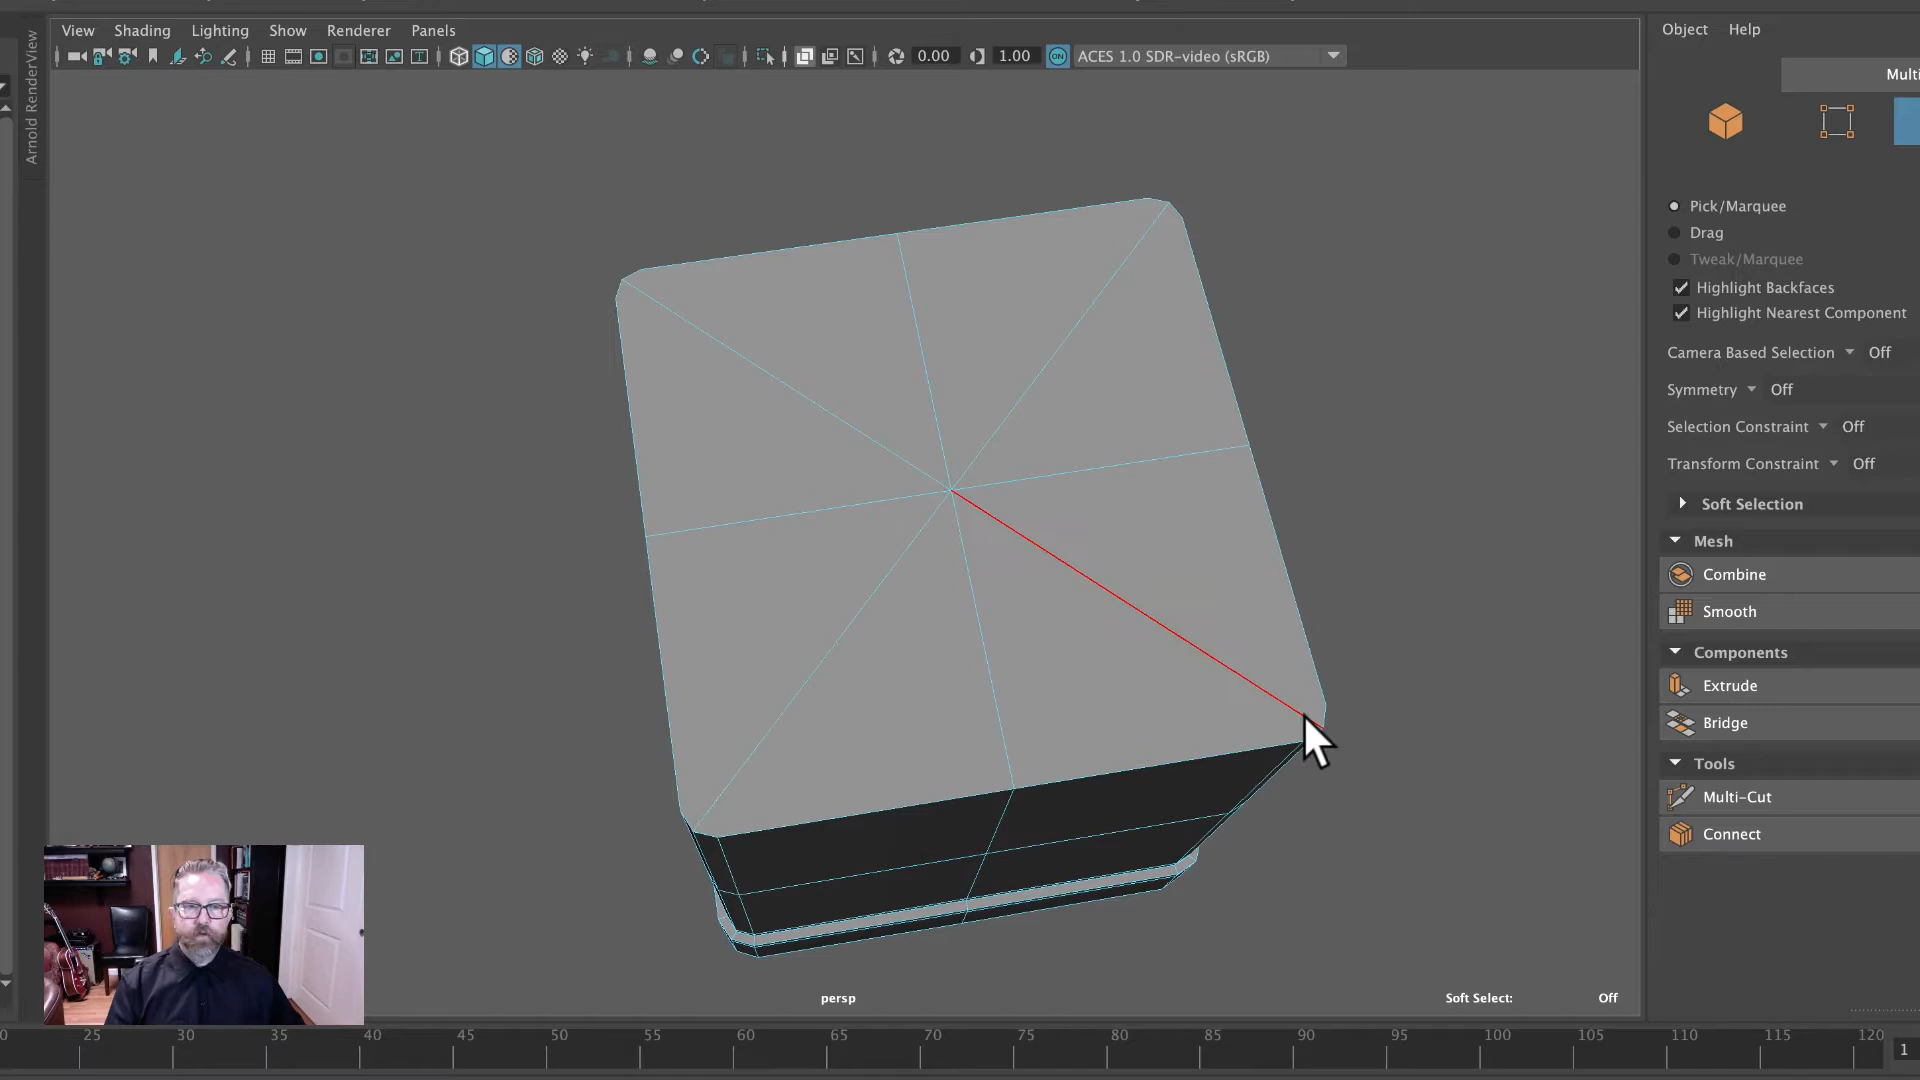 View Shading Lighting Show Renderer Panels
0.00 1.00 ON ACES 1.0 SDR-video (sRGB)
Arnold RenderView
persp
Soft Select: Off
Object Help
Multi
Pick/Marquee
Drag
Tweak/Marquee
Highlight Backfaces
Highlight Nearest Component
Camera Based Selection Off
Symmetry Off
Selection Constraint Off
Transform Constraint Off
Soft Selection
Mesh
Combine
Smooth
Components
Extrude
Bridge
Tools
Multi-Cut
Connect
0 25 30 35 40 45 50 55 60 65 70 75 80 85 90 95 100 105 110 115 120
1